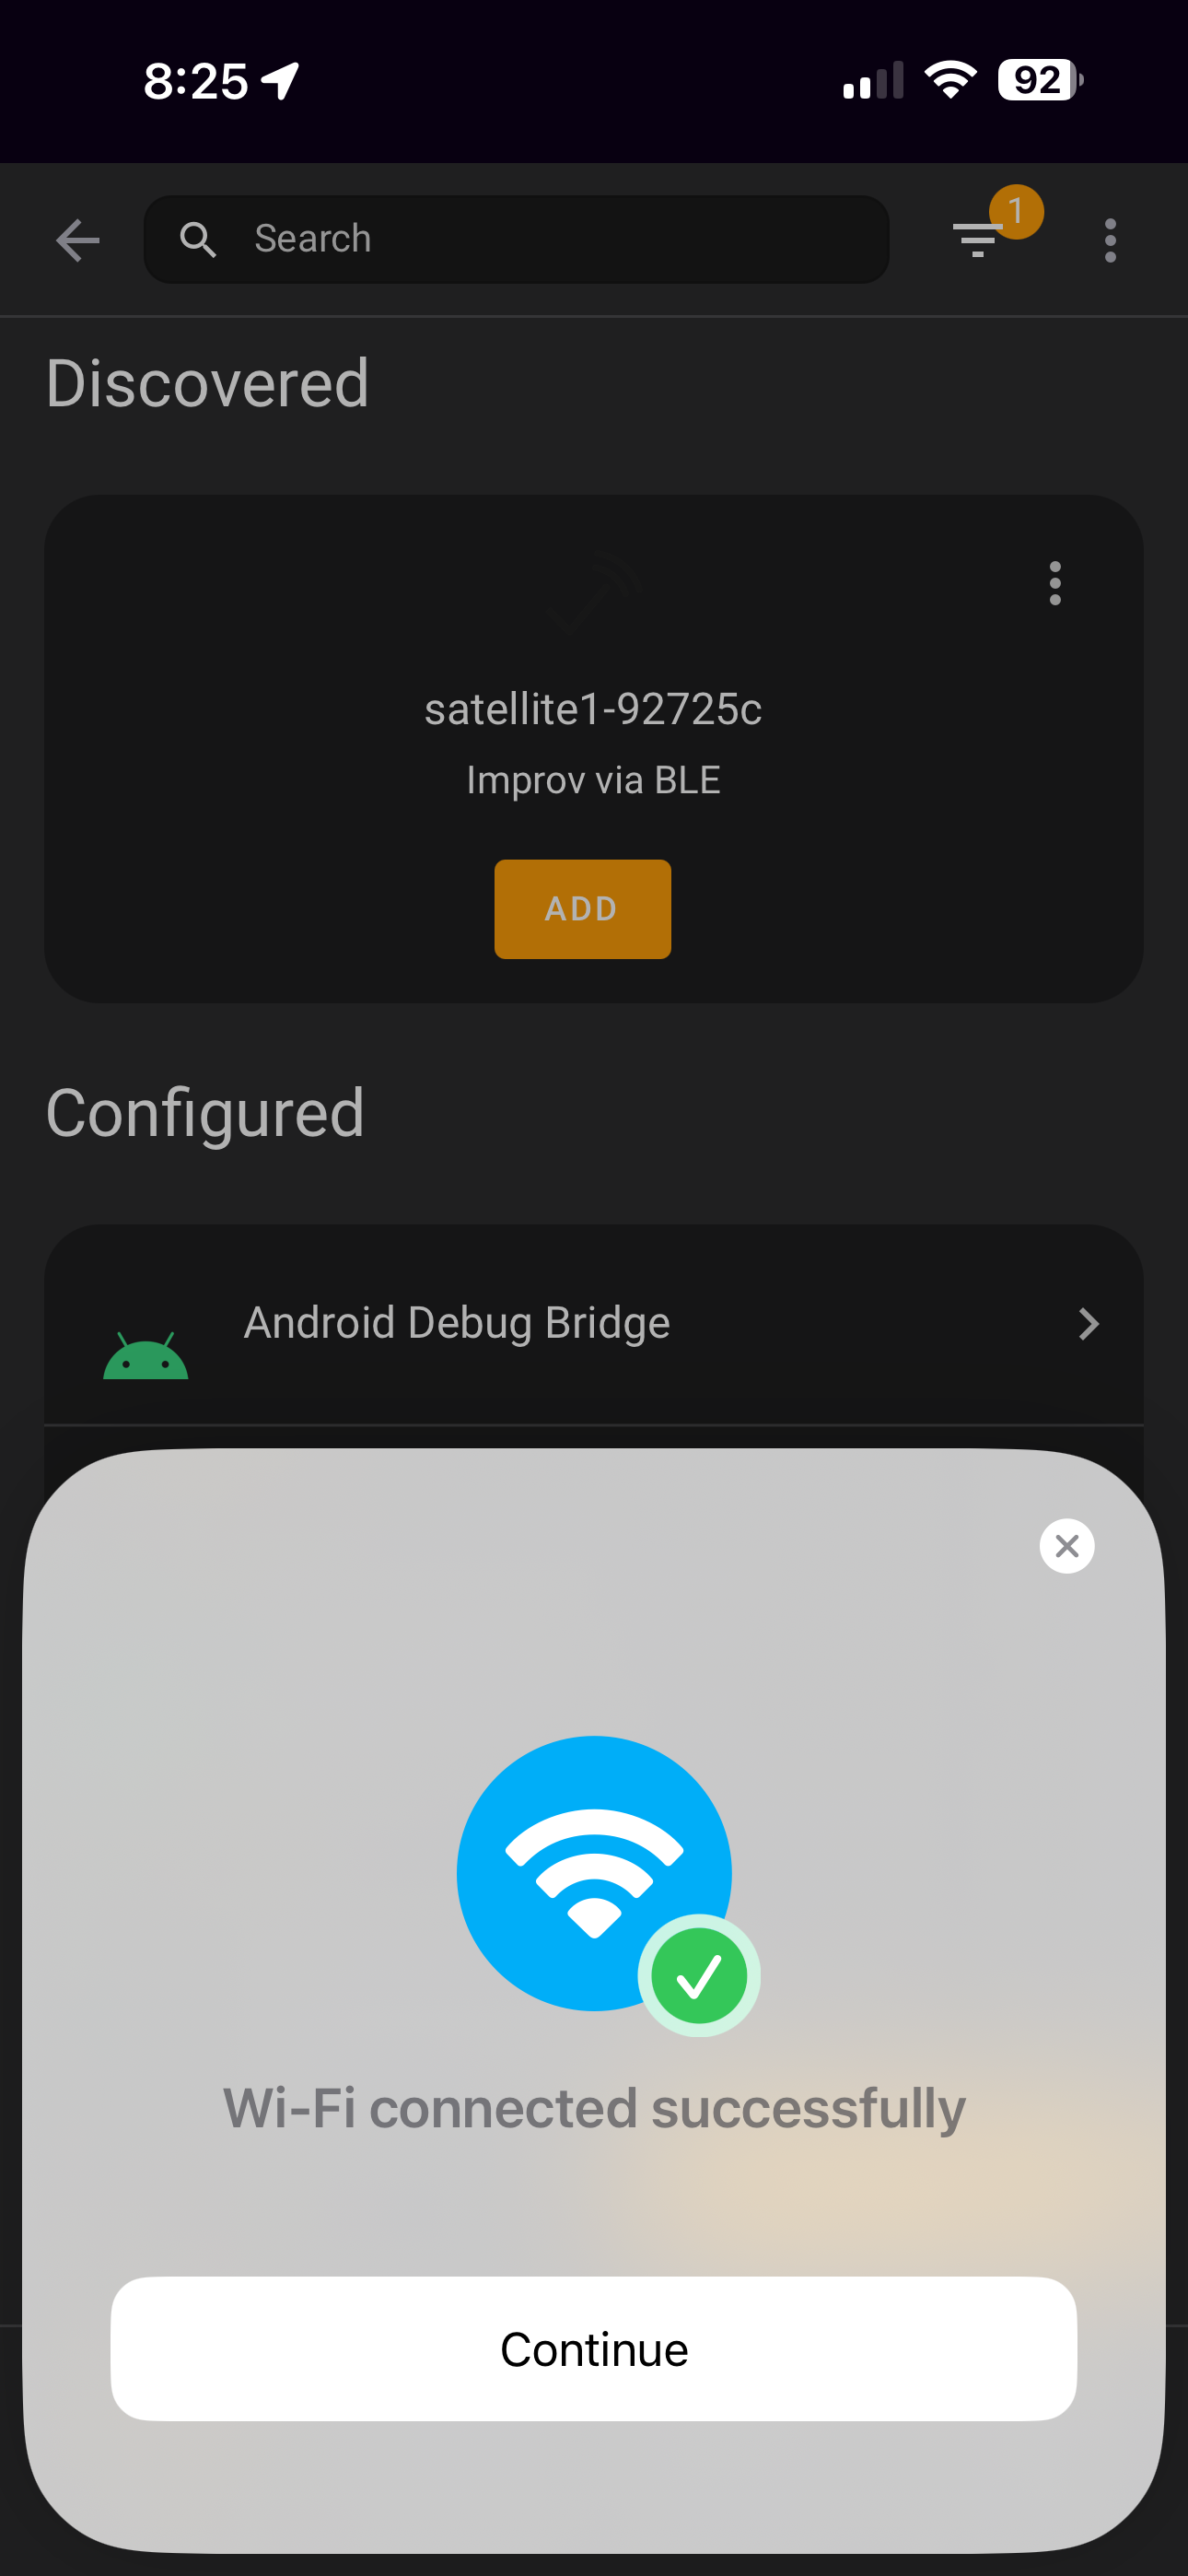 8:25
92
Search
1
Discovered
satellite1-92725c
Improv via BLE
ADD
Configured
Android Debug Bridge
Wi-Fi connected successfully
Continue